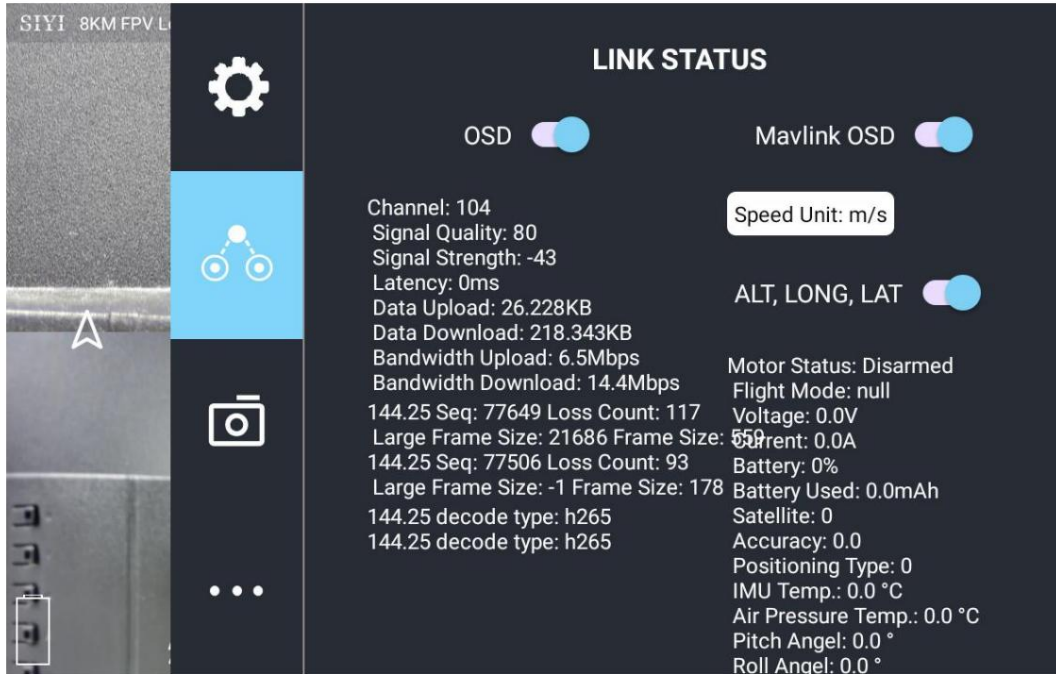 SIYI 8KM FPV L
LINK STATUS
OSD
Mavlink OSD
Channel: 104
Signal Quality: 80
Signal Strength: -43
Latency: 0ms
Data Upload: 26.228KB
Data Download: 218.343KB
Bandwidth Upload: 6.5Mbps
Bandwidth Download: 14.4Mbps
144.25 Seq: 77649 Loss Count: 117
Large Frame Size: 21686 Frame Size: 559
144.25 Seq: 77506 Loss Count: 93
Large Frame Size: -1 Frame Size: 178
144.25 decode type: h265
144.25 decode type: h265
Speed Unit: m/s
ALT, LONG, LAT
Motor Status: Disarmed
Flight Mode: null
Voltage: 0.0V
Current: 0.0A
Battery: 0%
Battery Used: 0.0mAh
Satellite: 0
Accuracy: 0.0
Positioning Type: 0
IMU Temp.: 0.0 °C
Air Pressure Temp.: 0.0 °C
Pitch Angel: 0.0 °
Roll Angel: 0.0 °